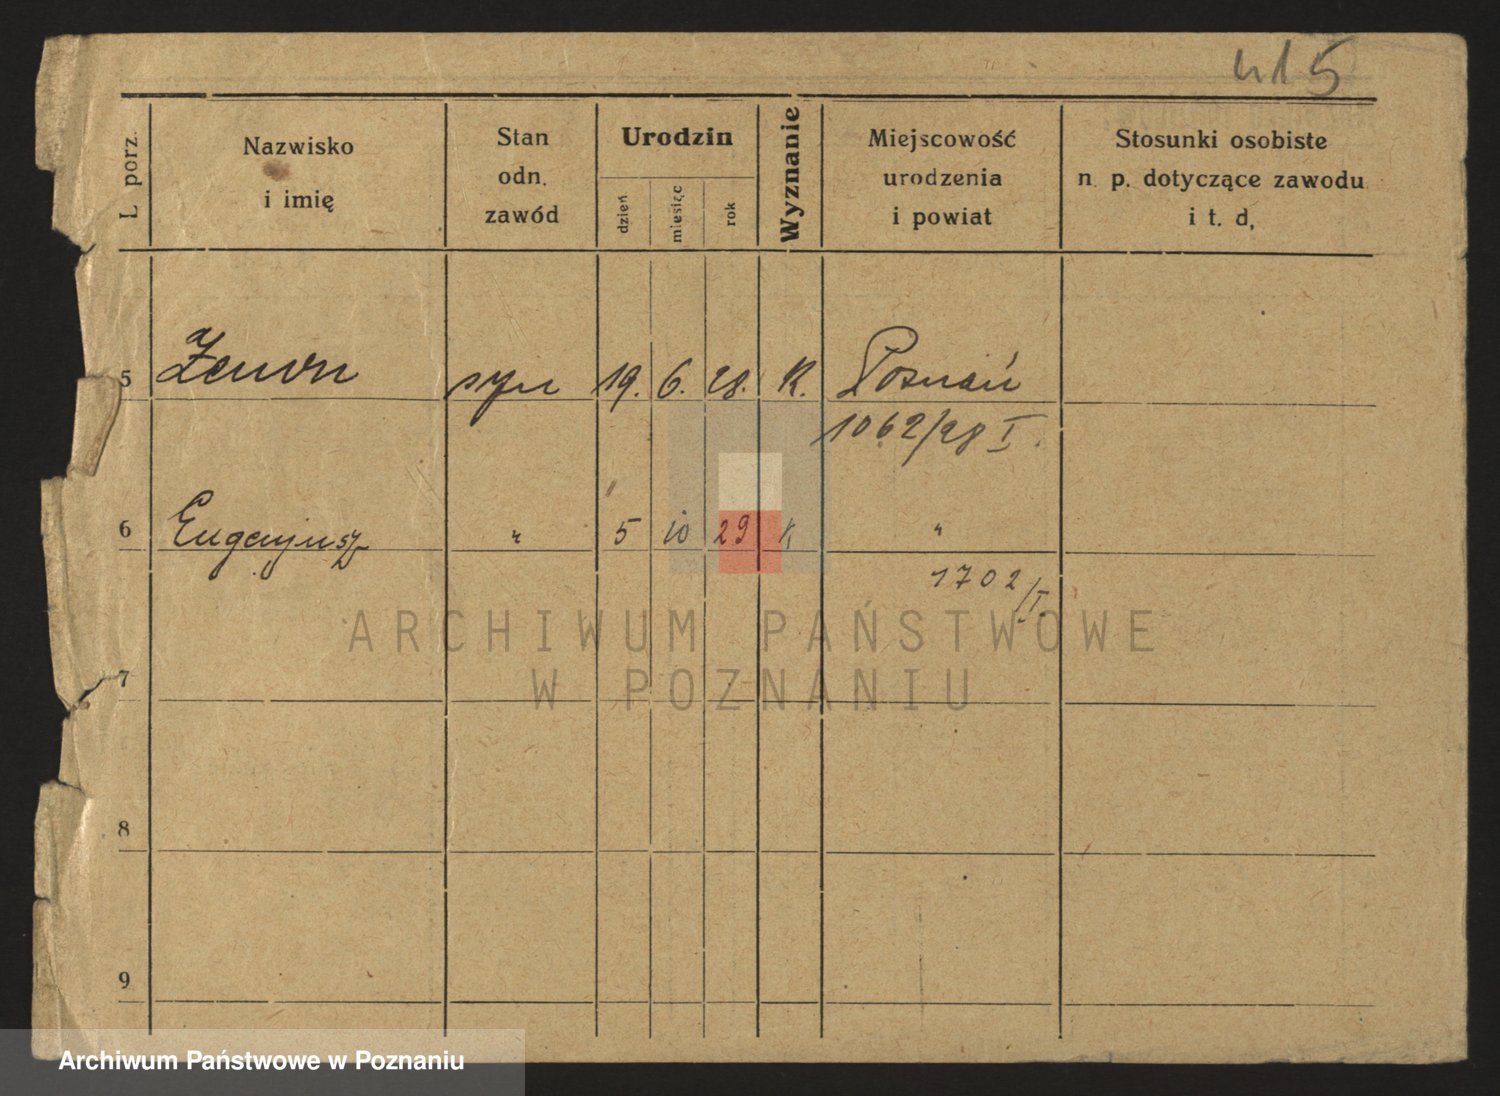 415
L porz.
Nazwisko
i imię
Stan
odn.
zawód
Urodzin
dzień
miesiąc
rok
Wyznanie
Miejscowość
urodzenia
i powiat
Stosunki osobiste
n. p. dotyczące zawodu
i t. d,
5 Zenon syn 19. 6. 28. K. Poznań
1062/28 I.
6 Eugenjusz " 5 10 29 K "
1702/I.
ARCHIWUM PAŃSTWOWE
W POZNANIU
7
8
9
Archiwum Państwowe w Poznaniu